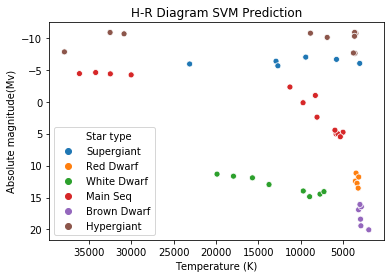 H-R Diagram SVM Prediction
Absolute magnitude(Mv)
−10
−5
0
5
10
15
20
Star type
Supergiant
Red Dwarf
White Dwarf
Main Seq
Brown Dwarf
Hypergiant
35000 30000 25000 20000 15000 10000 5000
Temperature (K)